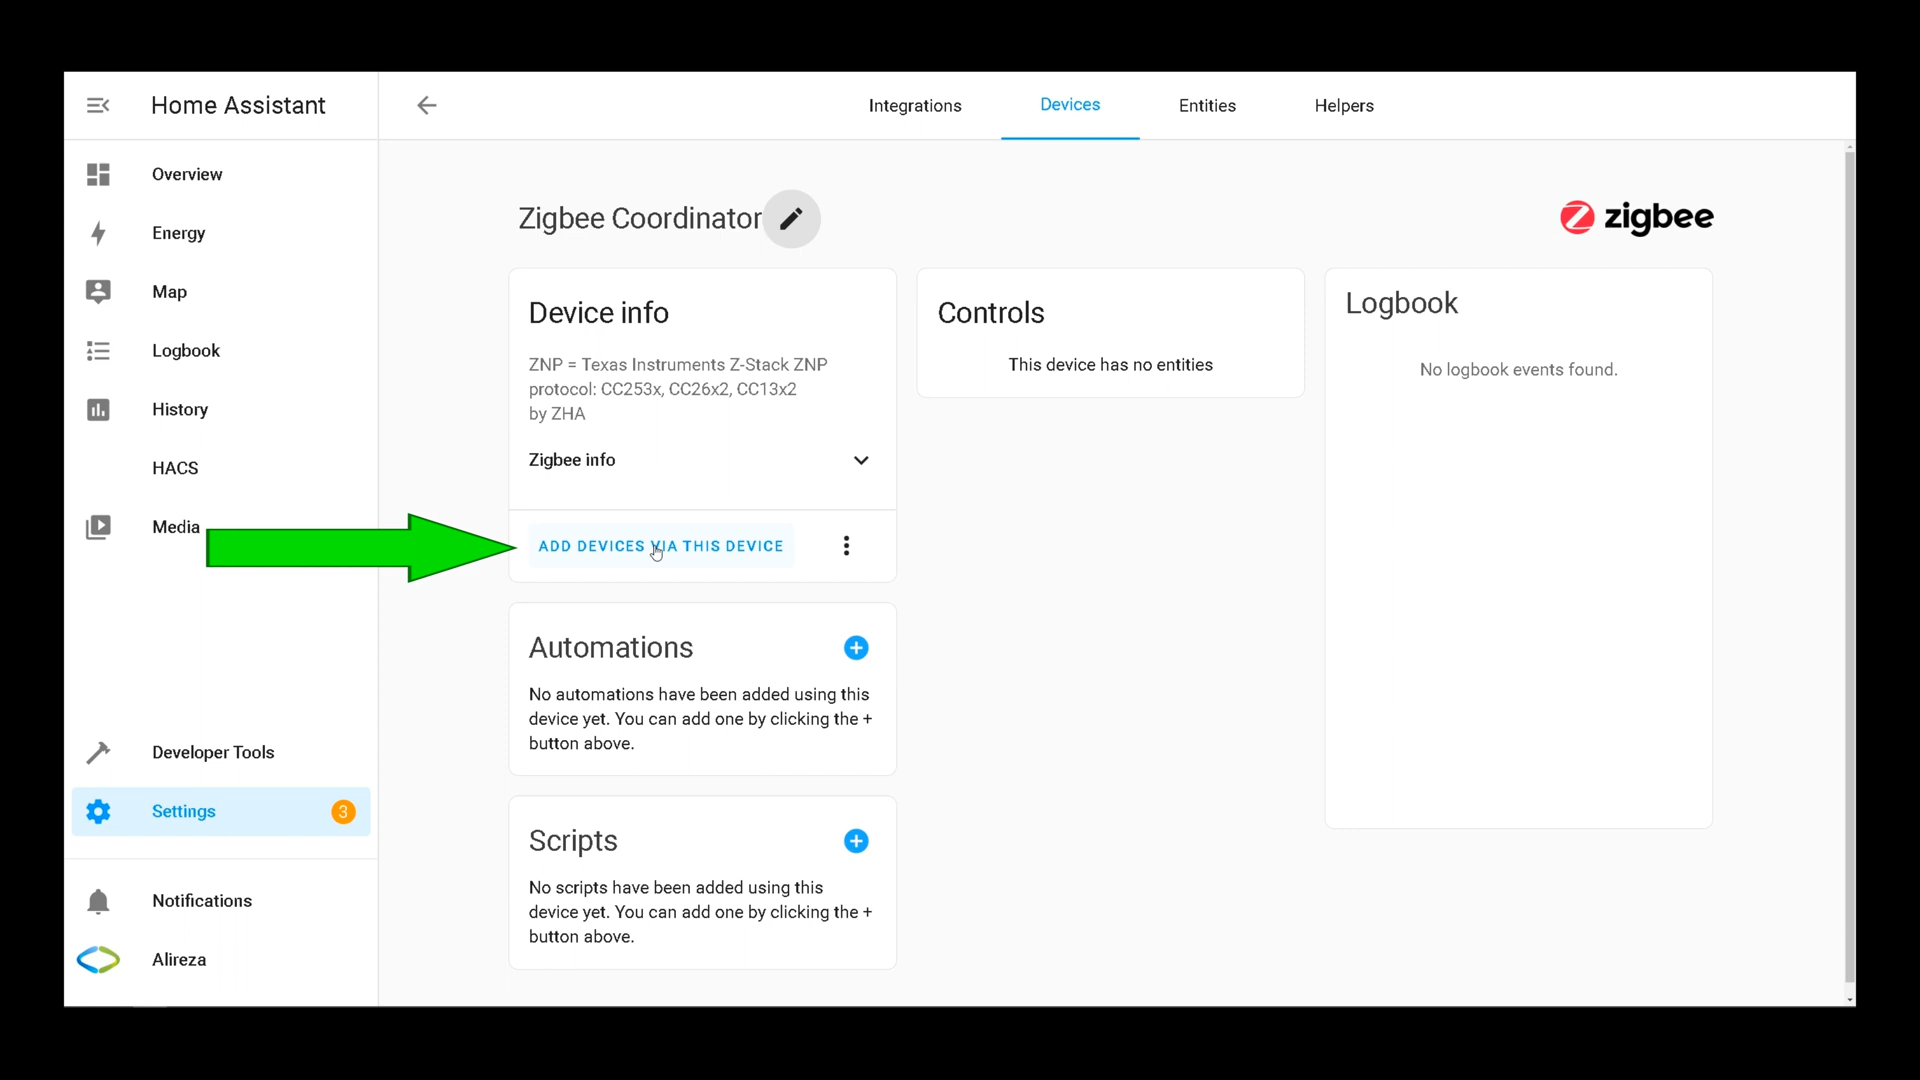 Home Assistant
Integrations
Devices
Entities
Helpers
Overview
Energy
Map
Logbook
History
HACS
Media
Developer Tools
Settings
3
Notifications
Alireza
Zigbee Coordinator
zigbee
Device info
ZNP = Texas Instruments Z-Stack ZNP
protocol: CC253x, CC26x2, CC13x2
by ZHA
Zigbee info
ADD DEVICES VIA THIS DEVICE
Automations
No automations have been added using this
device yet. You can add one by clicking the +
button above.
Scripts
No scripts have been added using this
device yet. You can add one by clicking the +
button above.
Controls
This device has no entities
Logbook
No logbook events found.